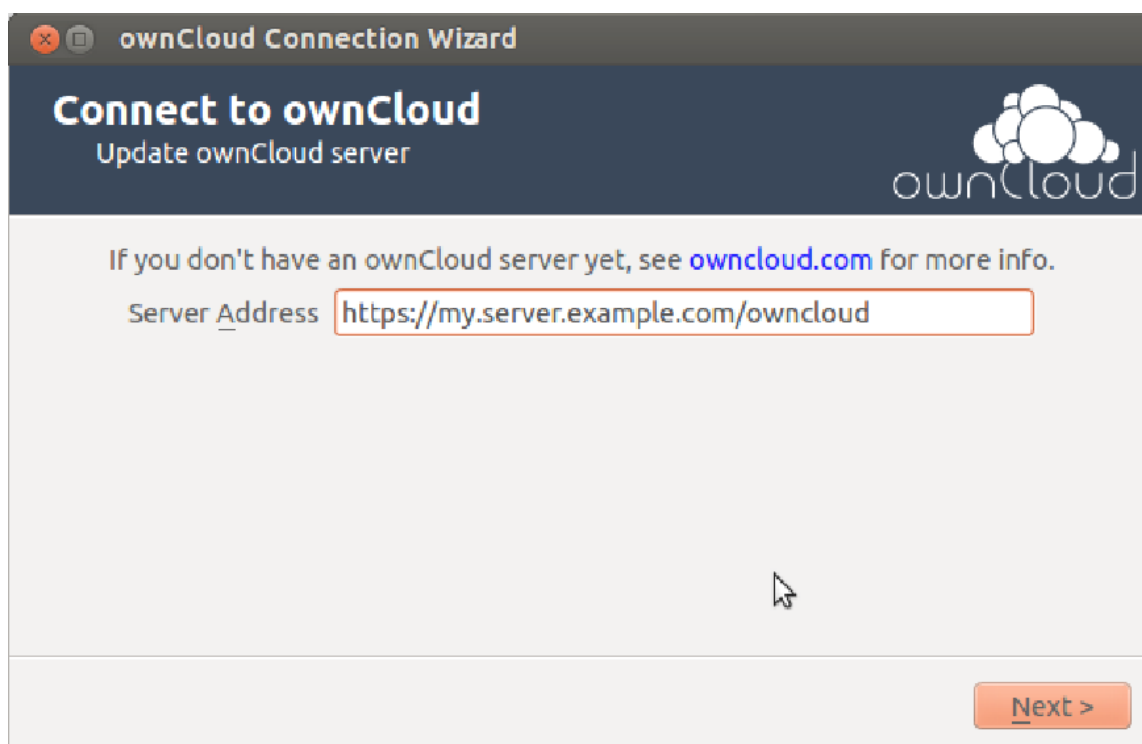 ownCloud Connection Wizard
Connect to ownCloud
Update ownCloud server
ownCloud
If you don't have an ownCloud server yet, see owncloud.com for more info.
Server Address https://my.server.example.com/owncloud
Next >